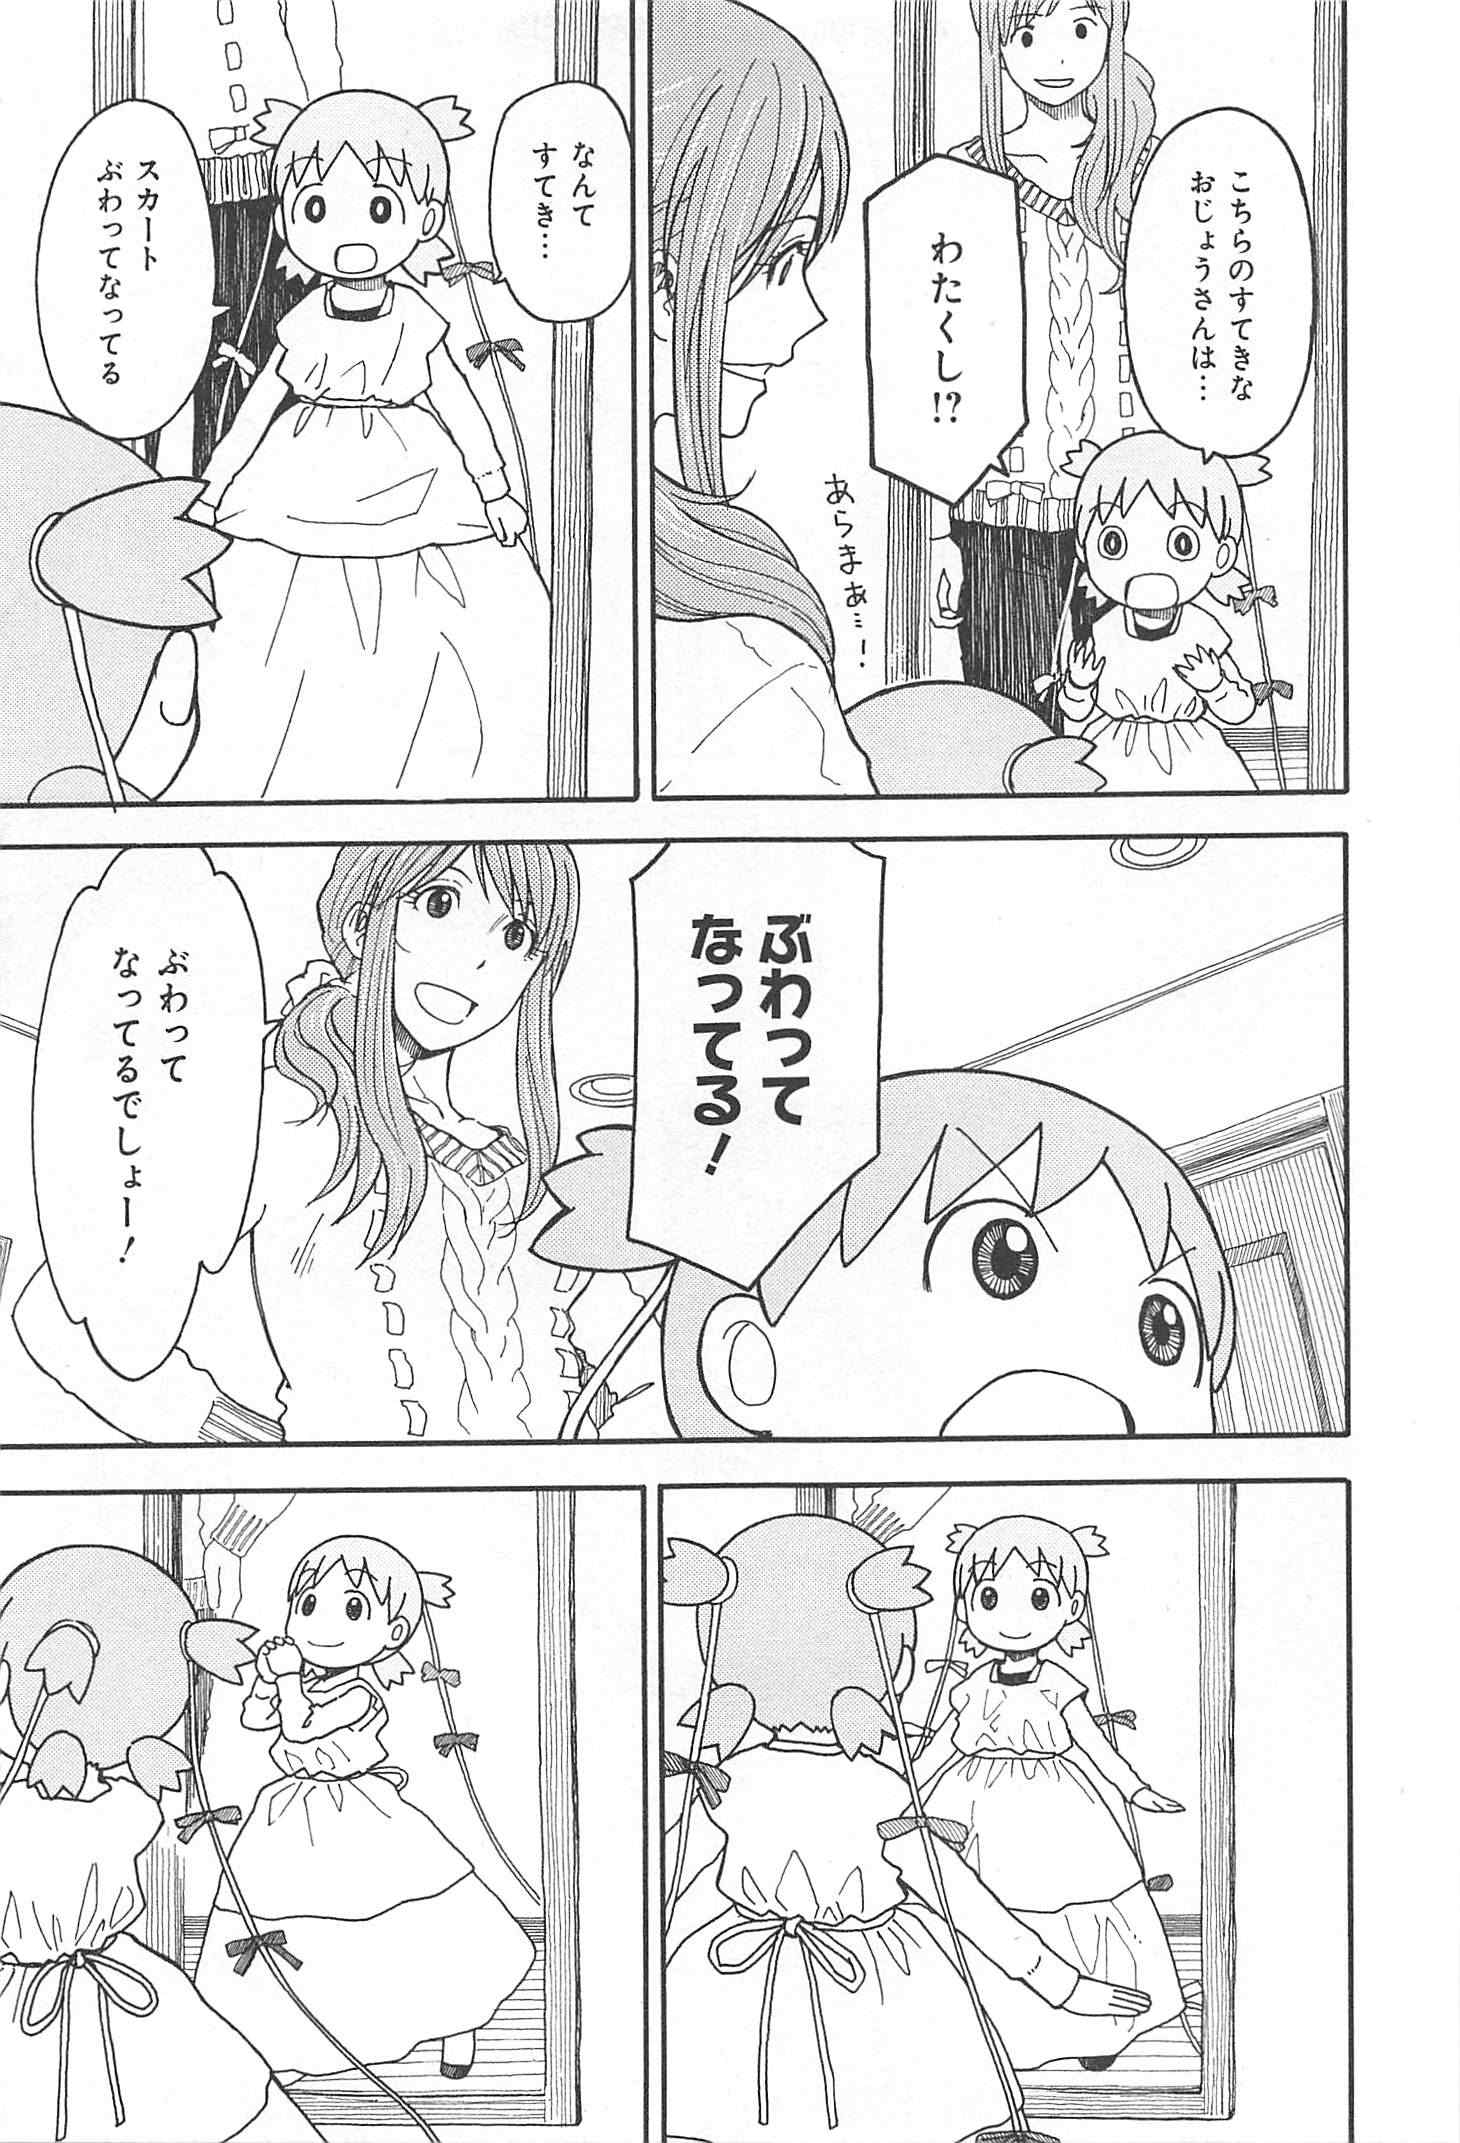 こちらのすてきな
おじょうさんは…
わたくし!?
あらまぁ…！
なんて
すてき…
スカート
ぶわってなってる
ぶわって
なってる！
ぶわって
なってるでしょー！